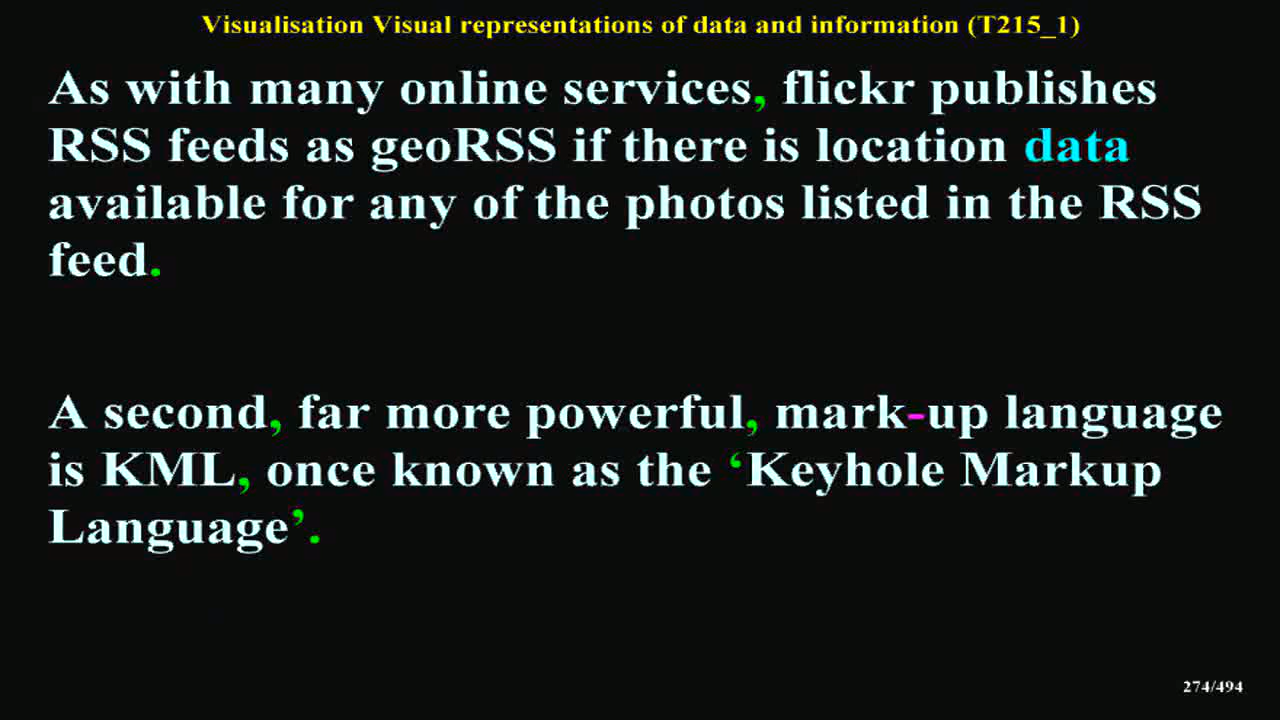 Visualisation Visual representations of data and information (T215_1)
As with many online services, flickr publishes
RSS feeds as geoRSS if there is location data
available for any of the photos listed in the RSS
feed.
A second, far more powerful, mark-up language
is KML, once known as the ‘Keyhole Markup
Language’.
274/494